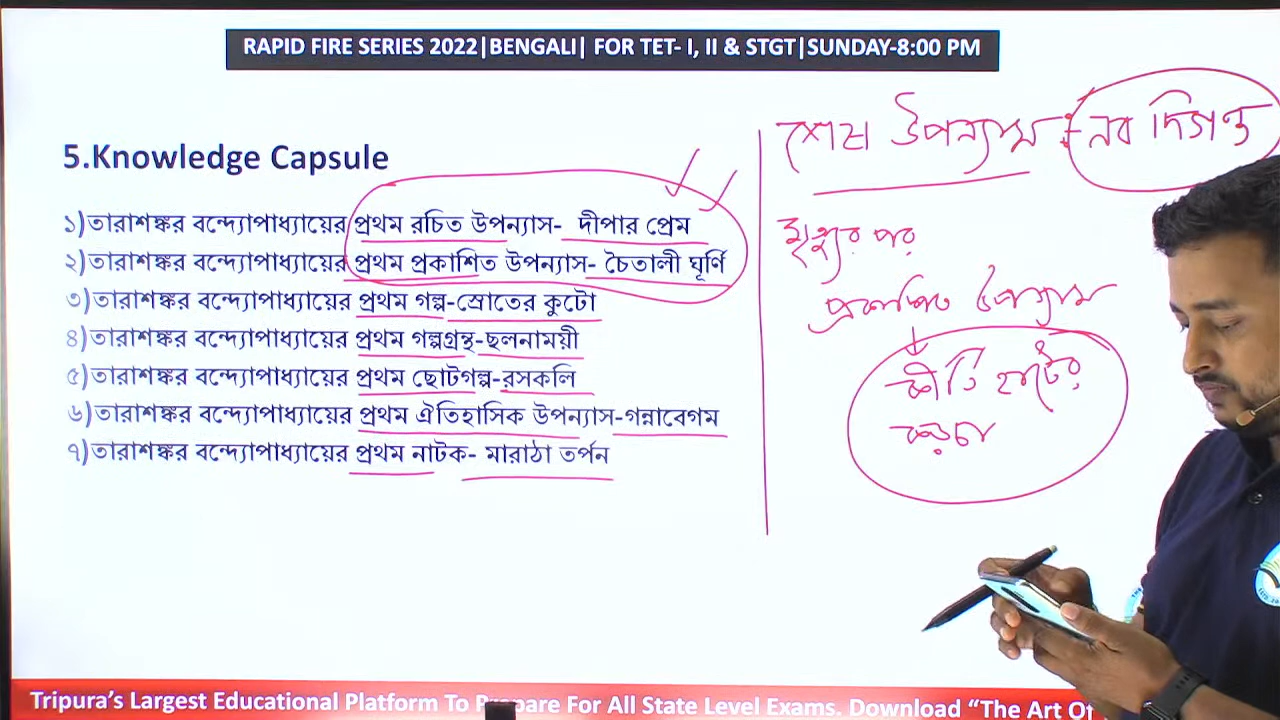 RAPID FIRE SERIES 2022|BENGALI| FOR TET- I, II & STGT|SUNDAY-8:00 PM
5.Knowledge Capsule
১)তারাশঙ্কর বন্দ্যোপাধ্যায়ের প্রথম রচিত উপন্যাস- দীপার প্রেম
২)তারাশঙ্কর বন্দ্যোপাধ্যায়ের প্রথম প্রকাশিত উপন্যাস- চৈতালী ঘূর্ণি
৩)তারাশঙ্কর বন্দ্যোপাধ্যায়ের প্রথম গল্প-স্রোতের কুটো
৪)তারাশঙ্কর বন্দ্যোপাধ্যায়ের প্রথম গল্পগ্রন্থ-ছলনাময়ী
৫)তারাশঙ্কর বন্দ্যোপাধ্যায়ের প্রথম ছোটগল্প-রসকলি
৬)তারাশঙ্কর বন্দ্যোপাধ্যায়ের প্রথম ঐতিহাসিক উপন্যাস-গন্নাবেগম
৭)তারাশঙ্কর বন্দ্যোপাধ্যায়ের প্রথম নাটক- মারাঠা তর্পন
শেষ উপন্যাস :- নব দিগন্ত
মৃত্যুর পর
প্রকাশিত উপন্যাস
কীর্তি হাটের
কড়চা
Tripura's Largest Educational Platform To Prepare For All State Level Exams. Download “The Art Of